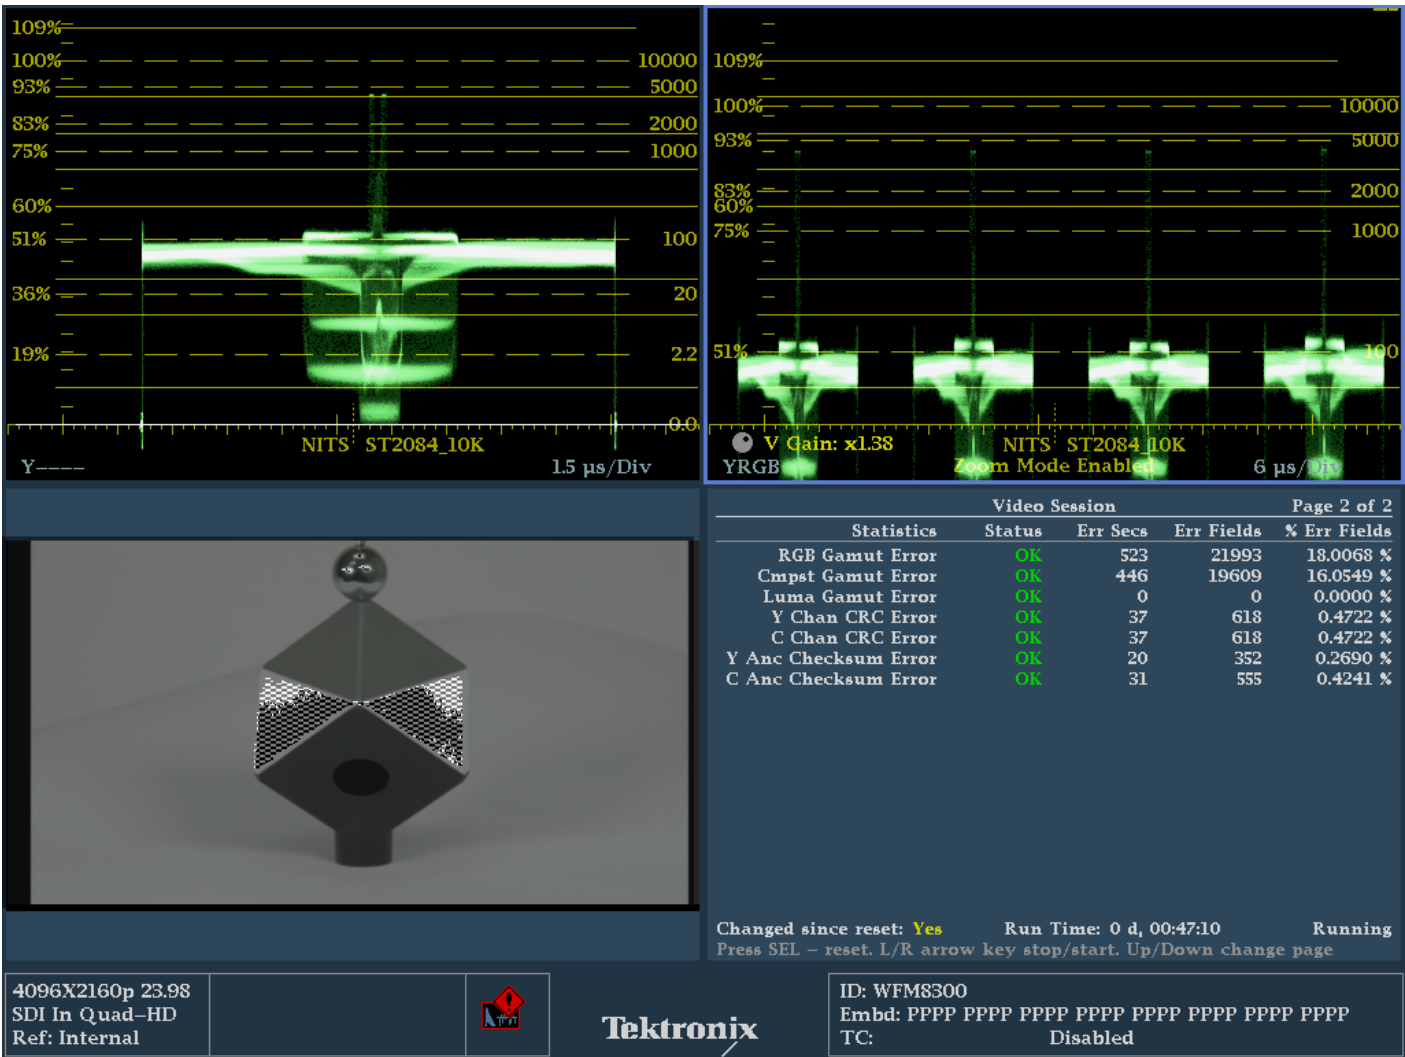 109%
100% 10000
93% 5000
83% 2000
75% 1000
60%
51% 100
36% 20
19% 2.2
0.0
NITS ST2084_10K
Y---- 1.5 µs/Div
109%
100% 10000
93% 5000
83% 2000
60%
75% 1000
51% 100
V Gain: x1.38 NITS ST2084_10K
YRGB Zoom Mode Enabled 6 µs/Div
Video Session Page 2 of 2
Statistics Status Err Secs Err Fields % Err Fields
RGB Gamut Error OK 523 21993 18.0068 %
Cmpst Gamut Error OK 446 19609 16.0549 %
Luma Gamut Error OK 0 0 0.0000 %
Y Chan CRC Error OK 37 618 0.4722 %
C Chan CRC Error OK 37 618 0.4722 %
Y Anc Checksum Error OK 20 352 0.2690 %
C Anc Checksum Error OK 31 555 0.4241 %
Changed since reset: Yes Run Time: 0 d, 00:47:10 Running
Press SEL – reset. L/R arrow key stop/start. Up/Down change page
4096X2160p 23.98
SDI In Quad–HD
Ref: Internal
Tektronix
ID: WFM8300
Embd: PPPP PPPP PPPP PPPP PPPP PPPP PPPP PPPP
TC: Disabled